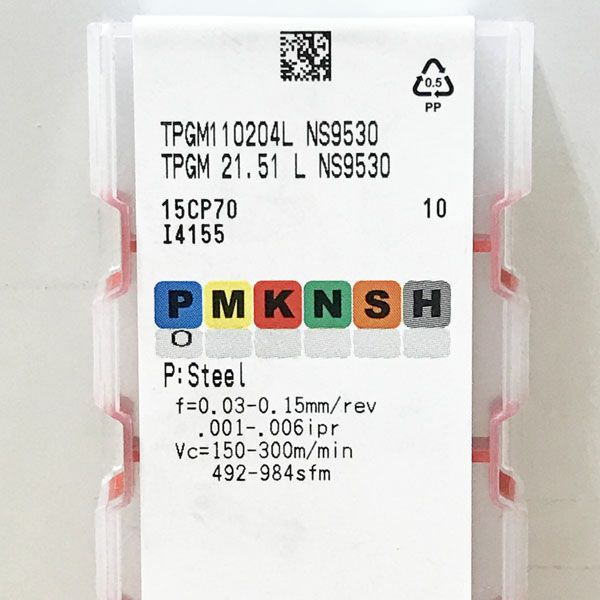 0.5
PP
TPGM110204L NS9530
TPGM 21.51 L NS9530
15CP70 10
I4155
P M K N S H
O
P:Steel
f=0.03-0.15mm/rev
.001-.006ipr
Vc=150-300m/min
492-984sfm